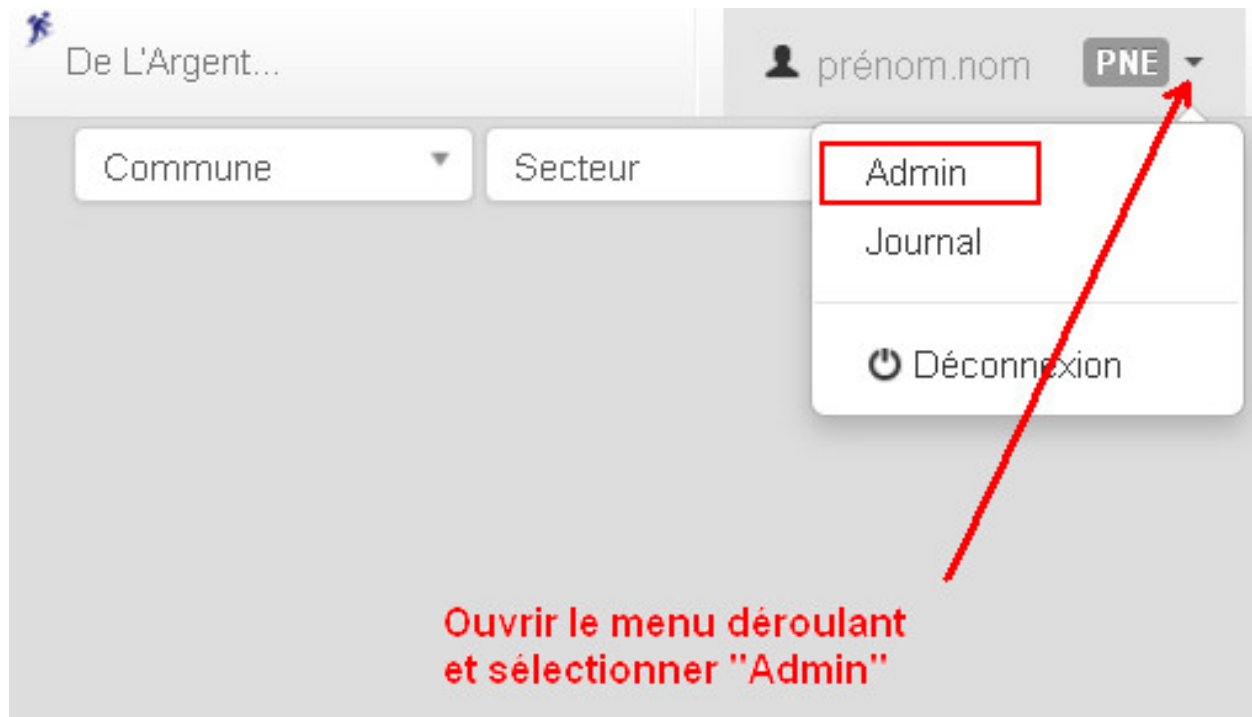 De L'Argent...
prénom.nom PNE
Commune
Secteur
Admin
Journal
Déconnexion
Ouvrir le menu déroulant
et sélectionner "Admin"